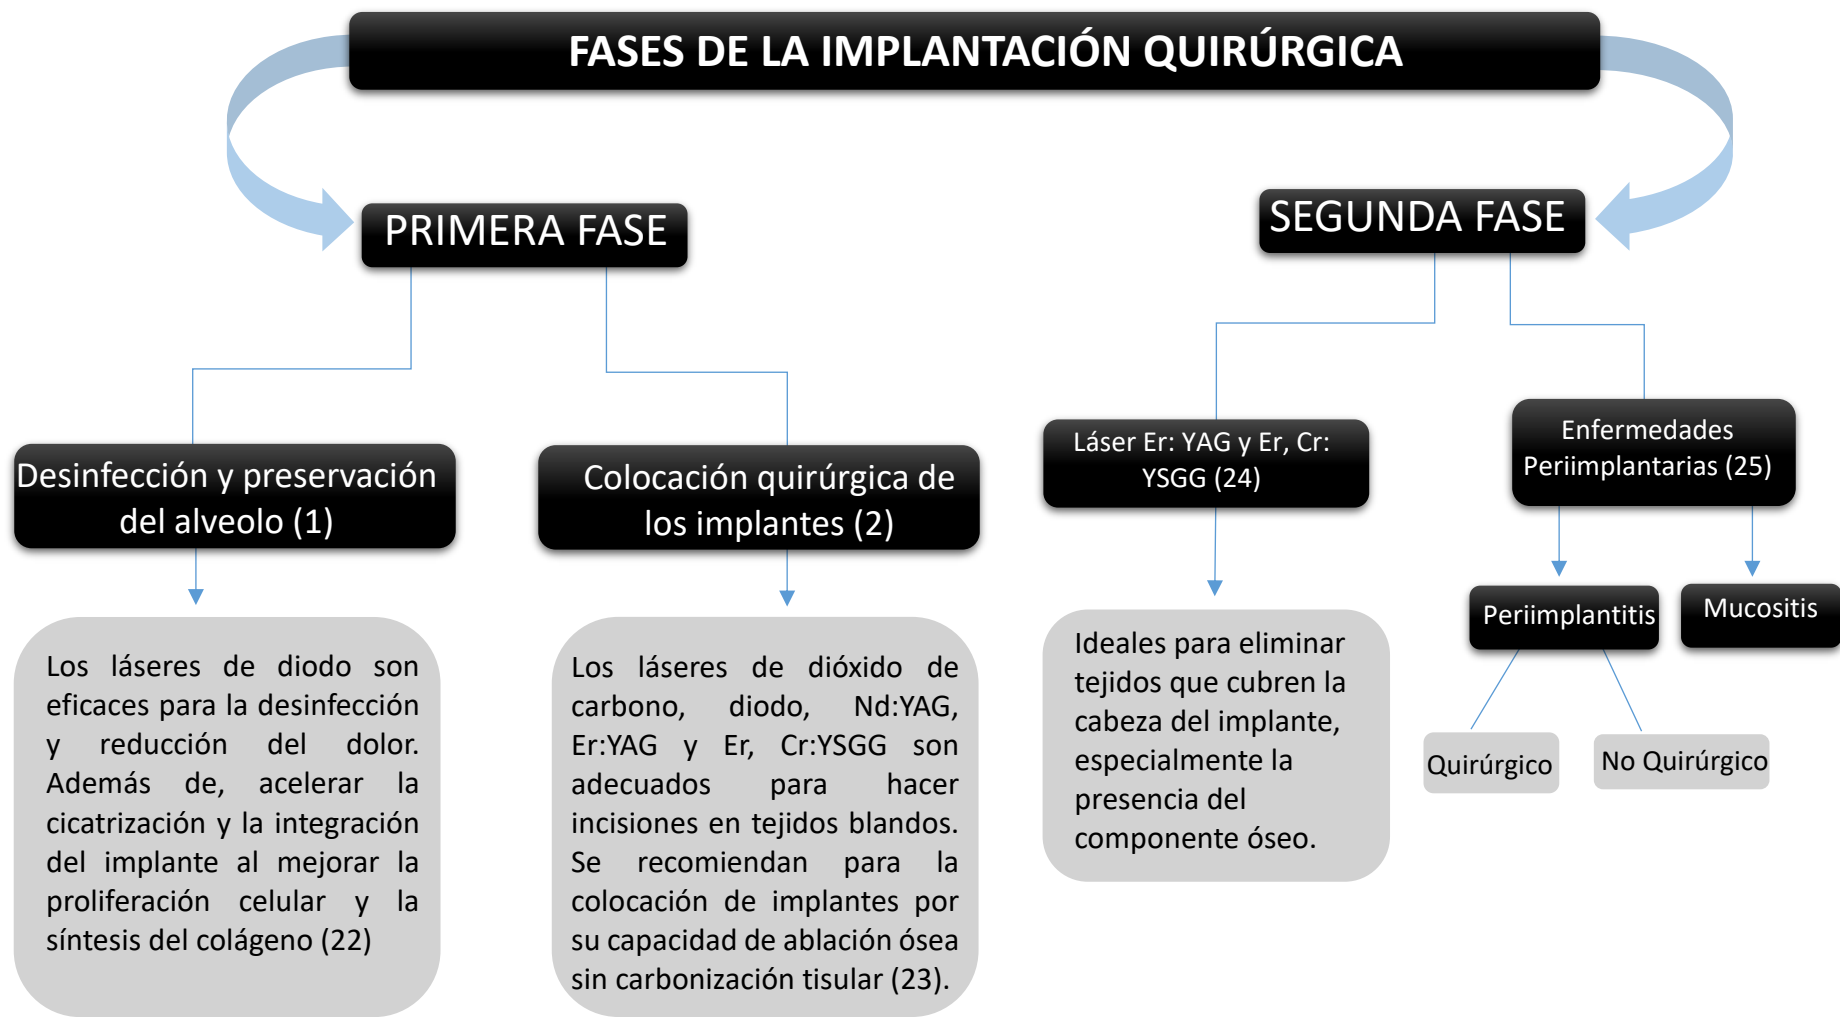 FASES DE LA IMPLANTACIÓN QUIRÚRGICA
PRIMERA FASE
SEGUNDA FASE
Desinfección y preservación
del alveolo (1)
Colocación quirúrgica de
los implantes (2)
Láser Er: YAG y Er, Cr:
YSGG (24)
Enfermedades
Periimplantarias (25)
Los láseres de diodo son
eficaces para la desinfección
y reducción del dolor.
Además de, acelerar la
cicatrización y la integración
del implante al mejorar la
proliferación celular y la
síntesis del colágeno (22)
Los láseres de dióxido de
carbono, diodo, Nd:YAG,
Er:YAG y Er, Cr:YSGG son
adecuados para hacer
incisiones en tejidos blandos.
Se recomiendan para la
colocación de implantes por
su capacidad de ablación ósea
sin carbonización tisular (23).
Ideales para eliminar
tejidos que cubren la
cabeza del implante,
especialmente la
presencia del
componente óseo.
Periimplantitis
Mucositis
Quirúrgico
No Quirúrgico